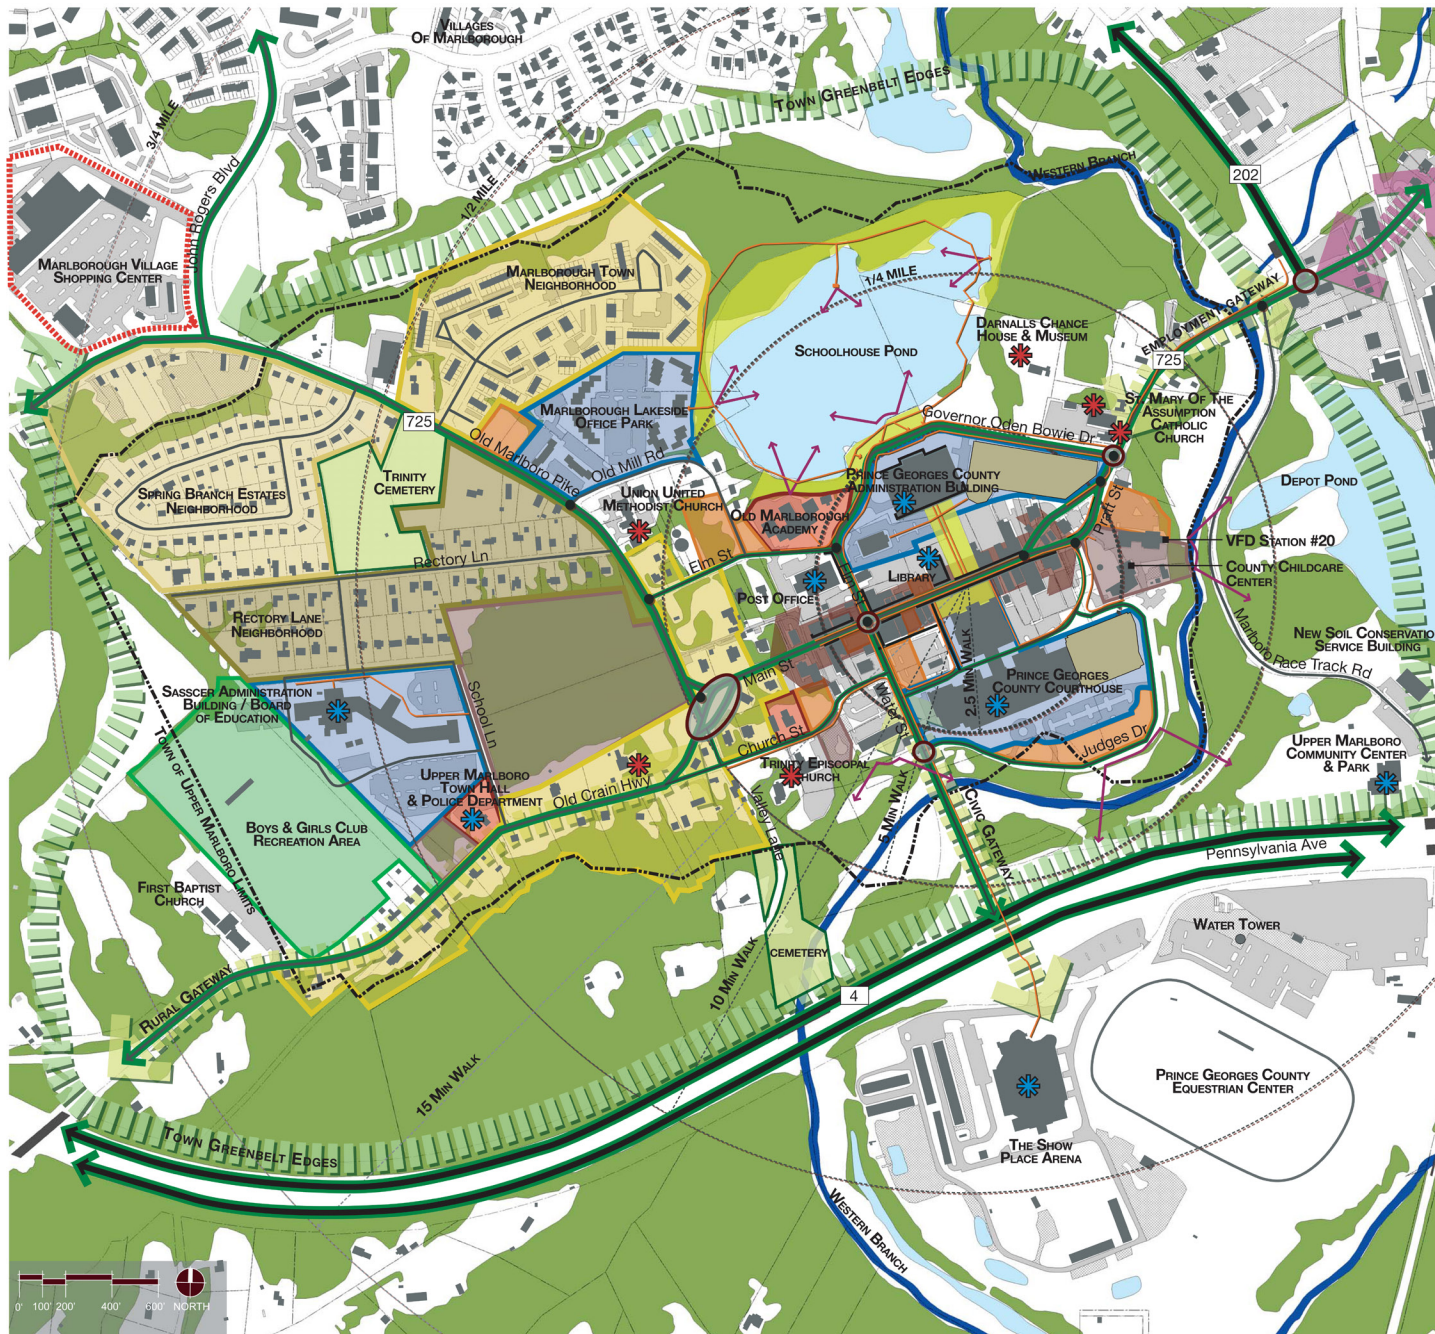 VILLAGES
OF MARLBOROUGH
TOWN GREENBELT EDGES
3/4 MILE
202
WESTERN BRANCH
1/2 MILE
John Rogers Blvd
MARLBOROUGH VILLAGE
SHOPPING CENTER
MARLBOROUGH TOWN
NEIGHBORHOOD
1/4 MILE
EMPLOYMENT GATEWAY
DARNALLS CHANCE
HOUSE & MUSEUM
SCHOOLHOUSE POND
725
ST. MARY OF THE
ASSUMPTION
CATHOLIC
CHURCH
MARLBOROUGH LAKESIDE
OFFICE PARK
Governor Oden Bowie Dr
725
Old Marlboro Pike
Old Mill Rd
TRINITY
CEMETERY
PRINCE GEORGES COUNTY
ADMINISTRATION BUILDING
DEPOT POND
SPRING BRANCH ESTATES
NEIGHBORHOOD
UNION UNITED
METHODIST CHURCH
OLD MARLBOROUGH
ACADEMY
Pratt St
VFD STATION #20
Rectory Ln
Elm St
Elm St
LIBRARY
COUNTY CHILDCARE
CENTER
POST OFFICE
RECTORY LANE
NEIGHBORHOOD
Marlboro Race Track Rd
NEW SOIL CONSERVATIO
SERVICE BUILDING
Main St
2.5 MIN WALK
PRINCE GEORGES
COUNTY COURTHOUSE
SASSCER ADMINISTRATION
BUILDING / BOARD
OF EDUCATION
School Ln
Water St
Church St
Judges Dr
UPPER MARLBORO
COMMUNITY CENTER
& PARK
TOWN OF UPPER MARLBORO LIMITS
UPPER MARLBORO
TOWN HALL
& POLICE DEPARTMENT
TRINITY EPISCOPAL
CHURCH
Old Crain Hwy
Valley Lane
5 MIN WALK
CIVIC GATEWAY
BOYS & GIRLS CLUB
RECREATION AREA
Pennsylvania Ave
FIRST BAPTIST
CHURCH
WATER TOWER
CEMETERY
RURAL GATEWAY
10 MIN WALK
4
15 MIN WALK
PRINCE GEORGES COUNTY
EQUESTRIAN CENTER
TOWN GREENBELT EDGES
THE SHOW
PLACE ARENA
WESTERN BRANCH
0' 100' 200' 400' 600' NORTH